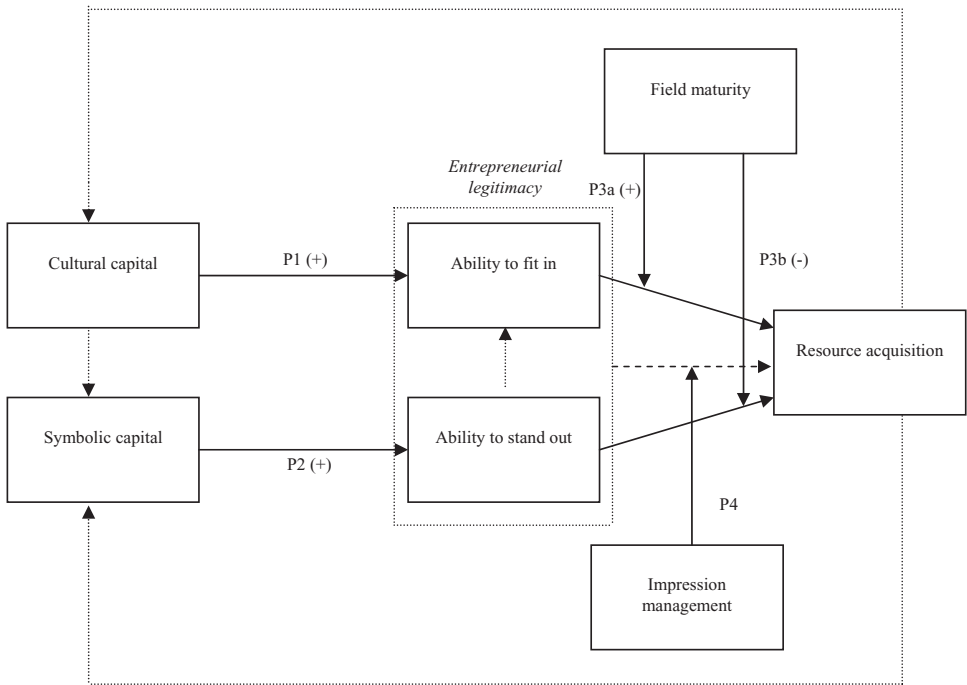 Field maturity
Entrepreneurial
legitimacy
P3a (+)
Cultural capital
P1 (+)
Ability to fit in
P3b (-)
Resource acquisition
Symbolic capital
P2 (+)
Ability to stand out
P4
Impression
management